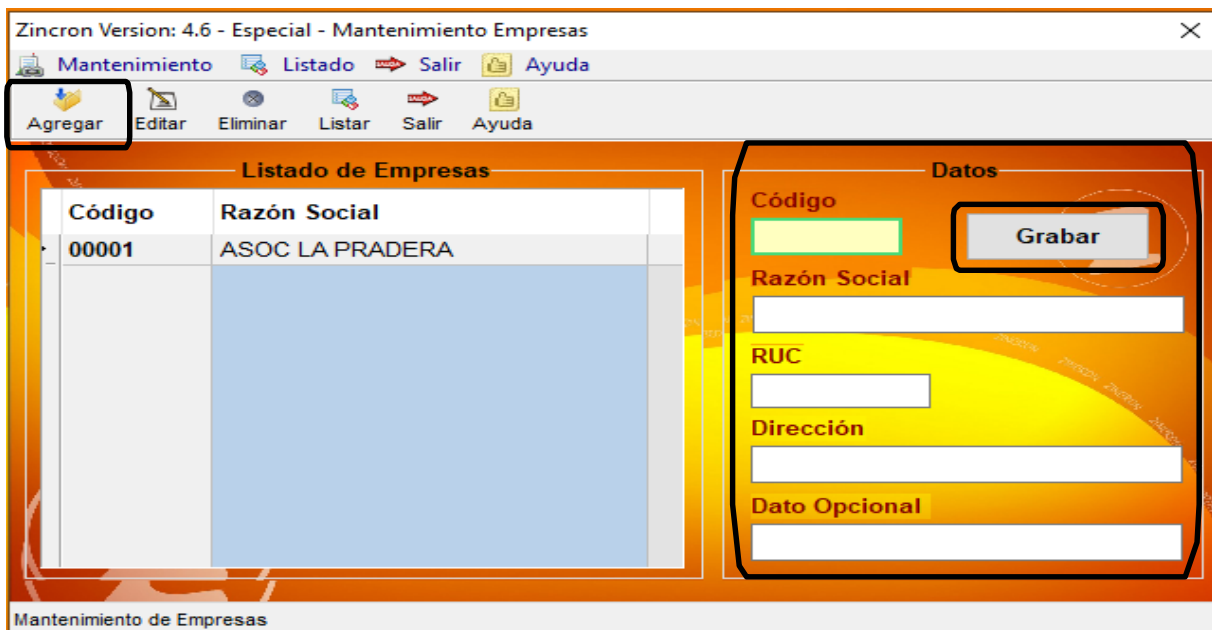 Zincron Version: 4.6 - Especial - Mantenimiento Empresas
Mantenimiento Listado Salir Ayuda
Agregar Editar Eliminar Listar Salir Ayuda
Listado de Empresas
Código Razón Social
00001 ASOC LA PRADERA
Datos
Código
Grabar
Razón Social
RUC
Dirección
Dato Opcional
Mantenimiento de Empresas